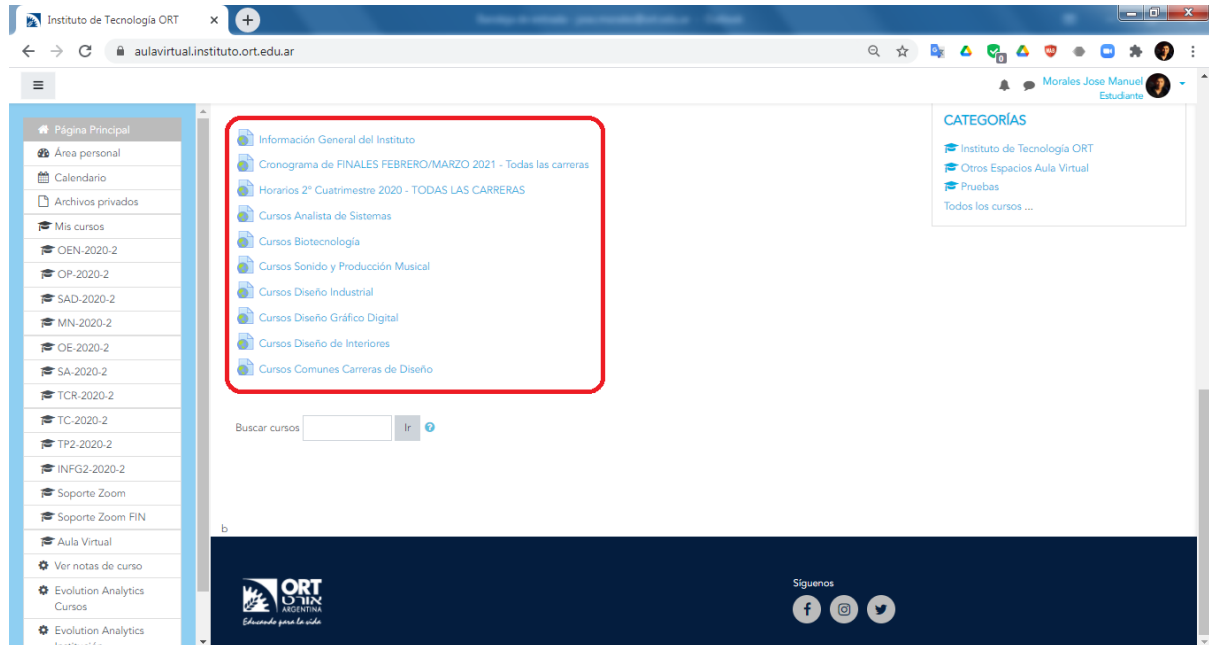 Instituto de Tecnología ORT
aulavirtual.instituto.ort.edu.ar
0
Morales Jose Manuel
Estudiante
Página Principal
Área personal
Calendario
Archivos privados
Mis cursos
OEN-2020-2
OP-2020-2
SAD-2020-2
MN-2020-2
OE-2020-2
SA-2020-2
TCR-2020-2
TC-2020-2
TP2-2020-2
INFG2-2020-2
Soporte Zoom
Soporte Zoom FIN
Aula Virtual
Ver notas de curso
Evolution Analytics
Cursos
Evolution Analytics
Información General del Instituto
Cronograma de FINALES FEBRERO/MARZO 2021 - Todas las carreras
Horarios 2º Cuatrimestre 2020 - TODAS LAS CARRERAS
Cursos Analista de Sistemas
Cursos Biotecnología
Cursos Sonido y Producción Musical
Cursos Diseño Industrial
Cursos Diseño Gráfico Digital
Cursos Diseño de Interiores
Cursos Comunes Carreras de Diseño
Buscar cursos
Ir
b
CATEGORÍAS
Instituto de Tecnología ORT
Otros Espacios Aula Virtual
Pruebas
Todos los cursos ...
ORT
אורט
ARGENTINA
Educando para la vida
Síguenos